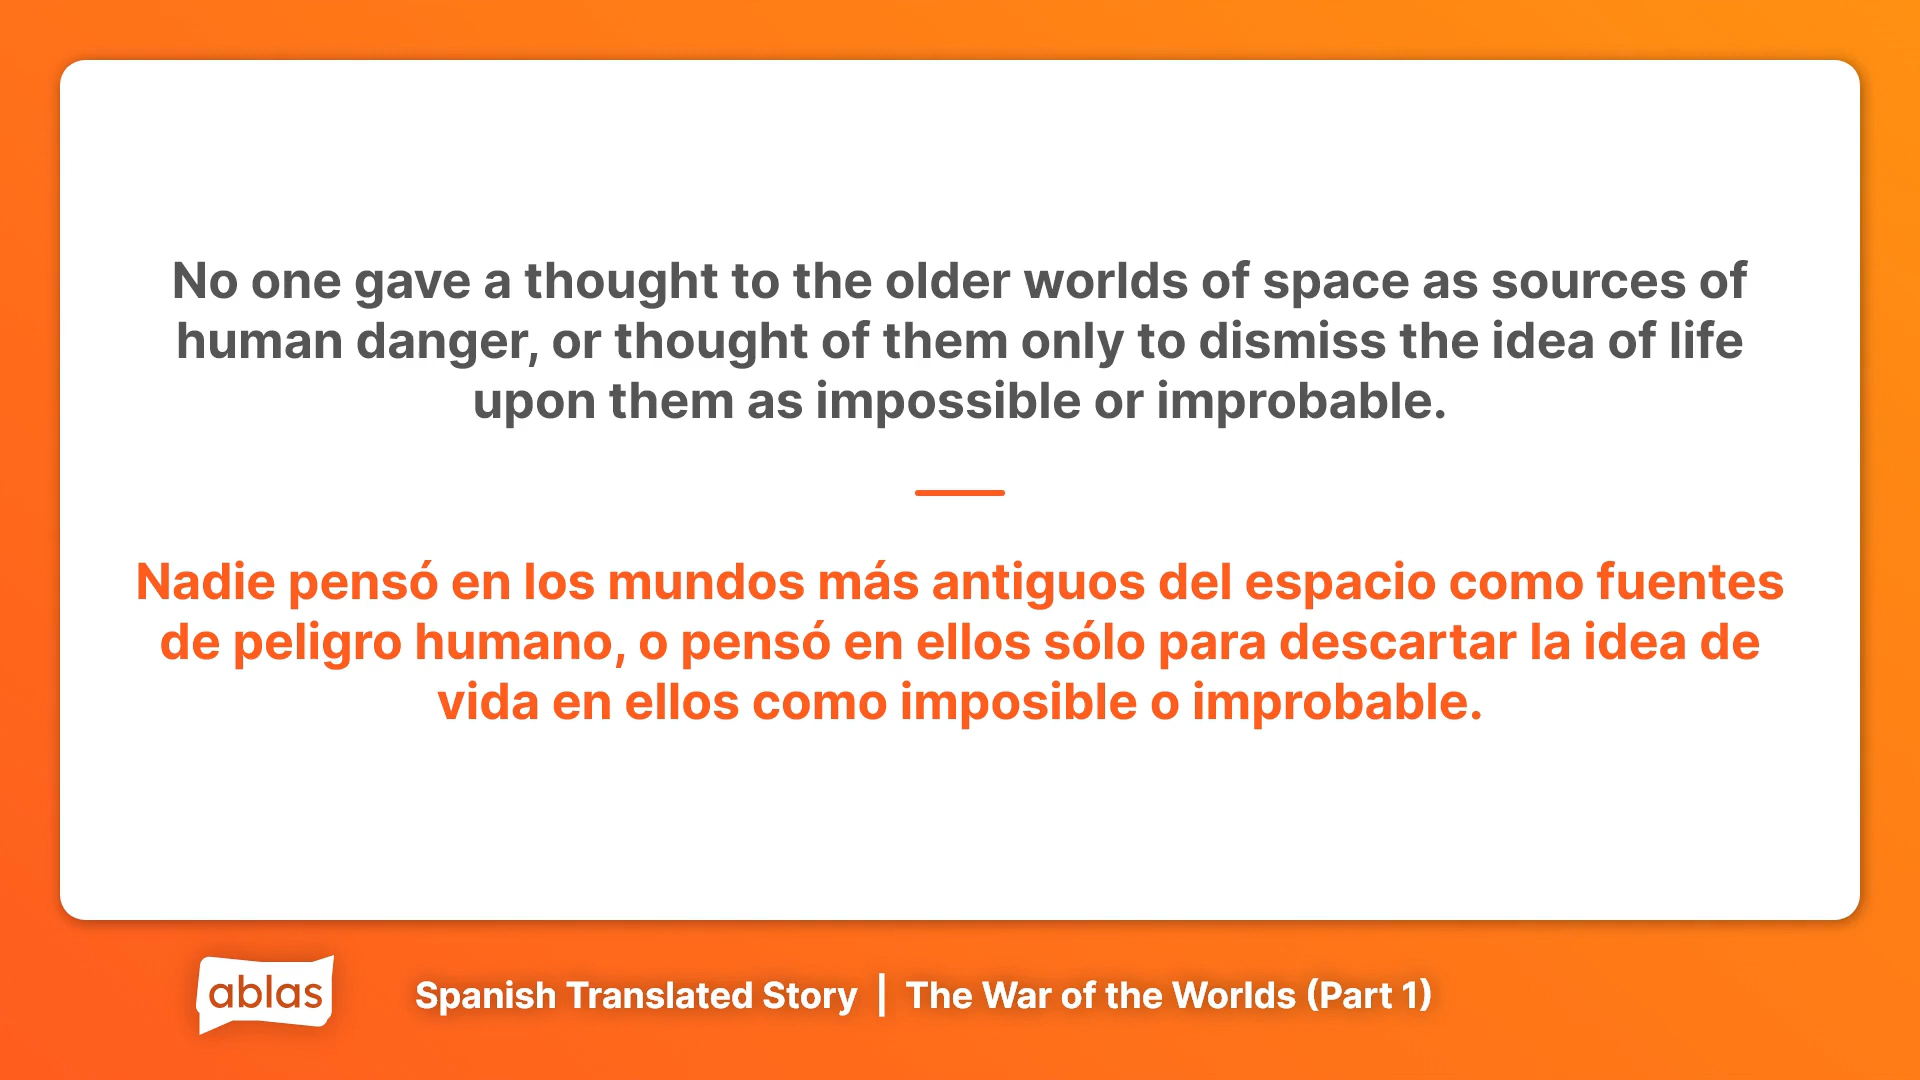 No one gave a thought to the older worlds of space as sources of
human danger, or thought of them only to dismiss the idea of life
upon them as impossible or improbable.
Nadie pensó en los mundos más antiguos del espacio como fuentes
de peligro humano, o pensó en ellos sólo para descartar la idea de
vida en ellos como imposible o improbable.
ablas
Spanish Translated Story | The War of the Worlds (Part 1)